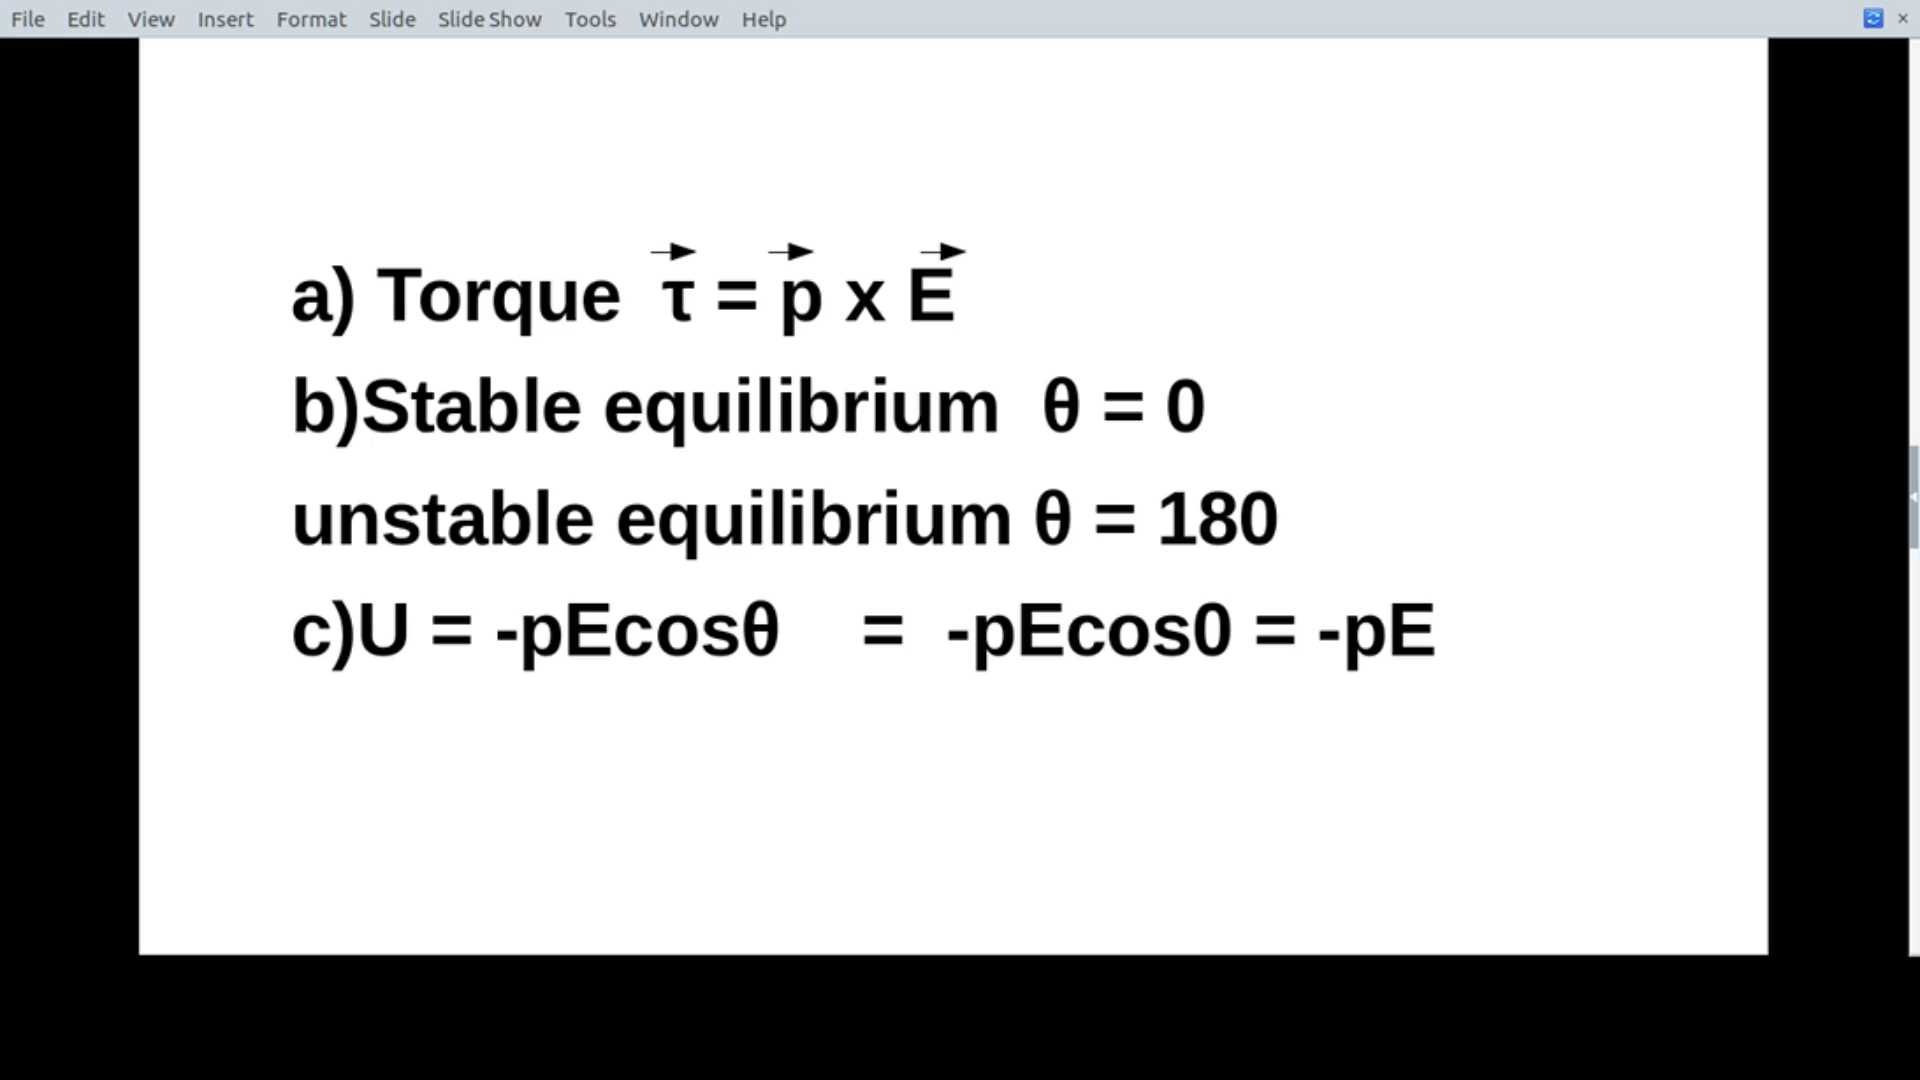 File Edit View Insert Format Slide Slide Show Tools Window Help
a) Torque τ⃗ = p⃗ x E⃗
b)Stable equilibrium θ = 0
unstable equilibrium θ = 180
c)U = -pEcosθ = -pEcos0 = -pE